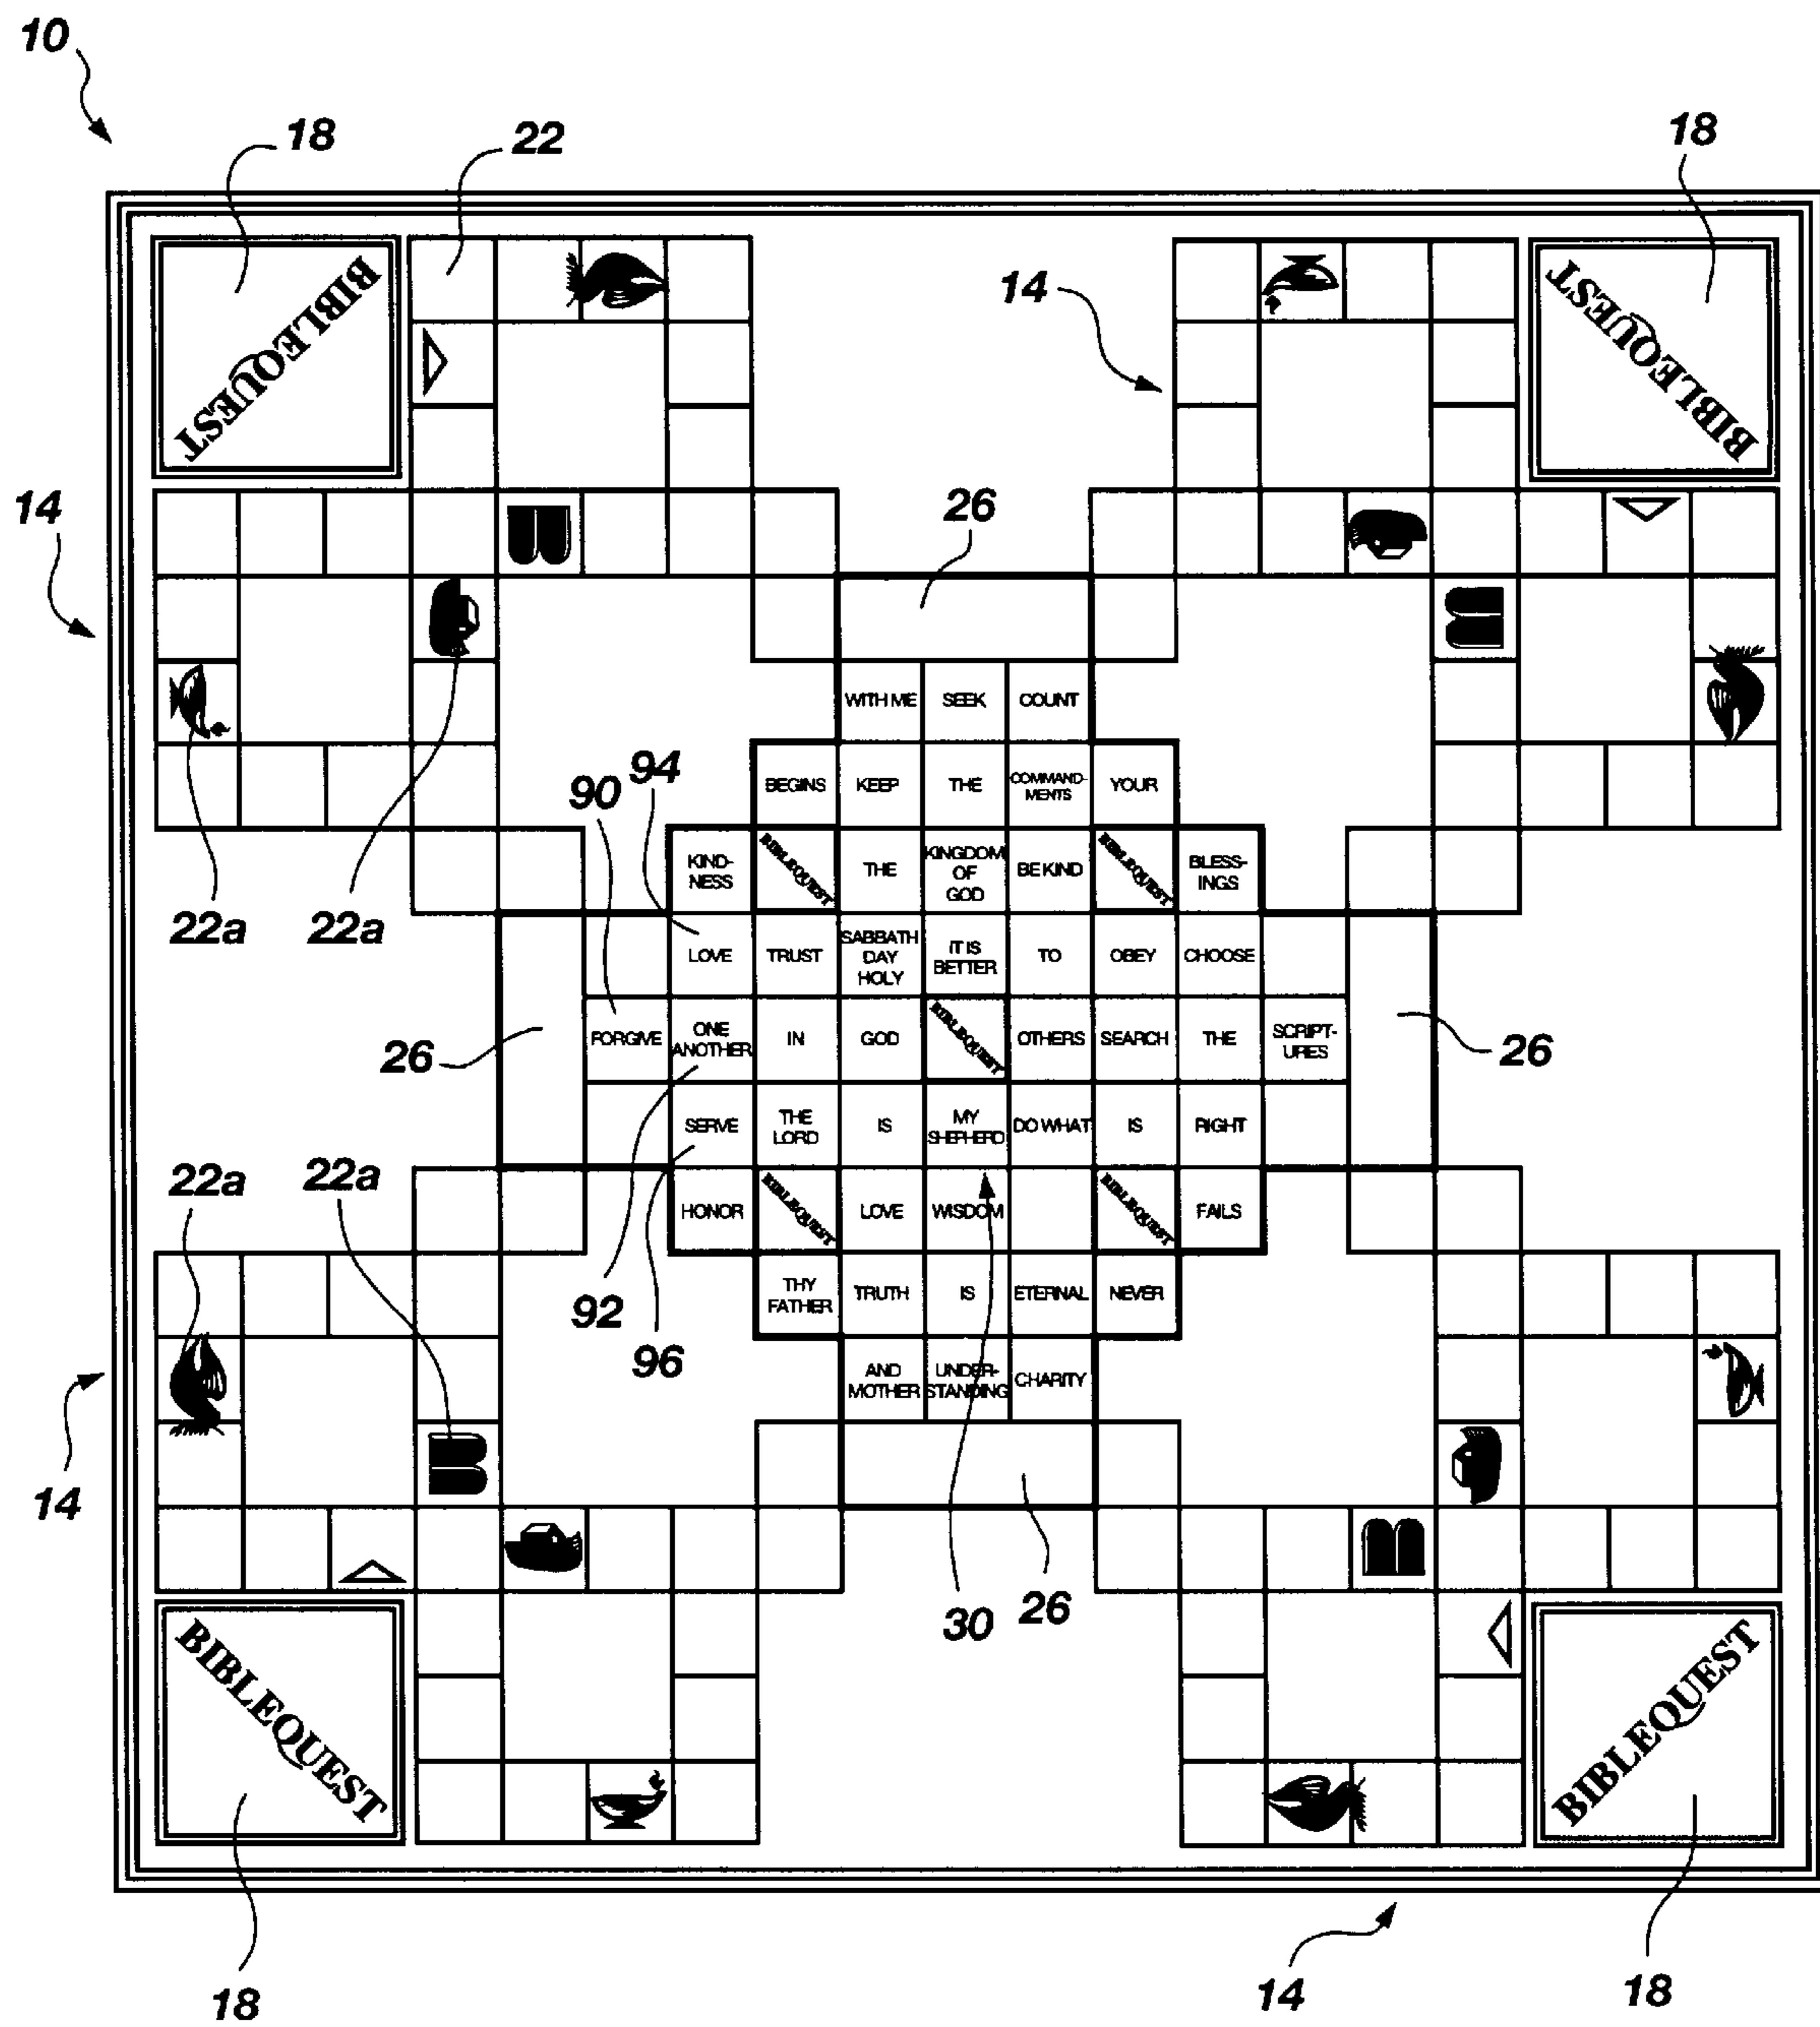 10
18
22
18
BIBLEQUEST
BIBLEQUEST
14
14
26
WITH ME SEEK COUNT
94
90
BEGINS KEEP THE COMMAND-
MENTS YOUR
KIND-
NESS BIBLEQUEST THE KINGDOM
OF
GOD BE KIND BIBLEQUEST BLESS-
INGS
22a
22a
LOVE TRUST SABBATH
DAY
HOLY IT IS
BETTER TO OBEY CHOOSE
26
FORGIVE ONE
ANOTHER IN GOD BIBLEQUEST OTHERS SEARCH THE SCRIPT-
URES
26
SERVE THE
LORD IS MY
SHEPHERD DO WHAT IS RIGHT
22a
22a
HONOR BIBLEQUEST LOVE WISDOM BIBLEQUEST FAILS
92
THY
FATHER TRUTH IS ETERNAL NEVER
96
AND
MOTHER UNDER-
STANDING CHARITY
14
30
26
BIBLEQUEST
BIBLEQUEST
18
14
18